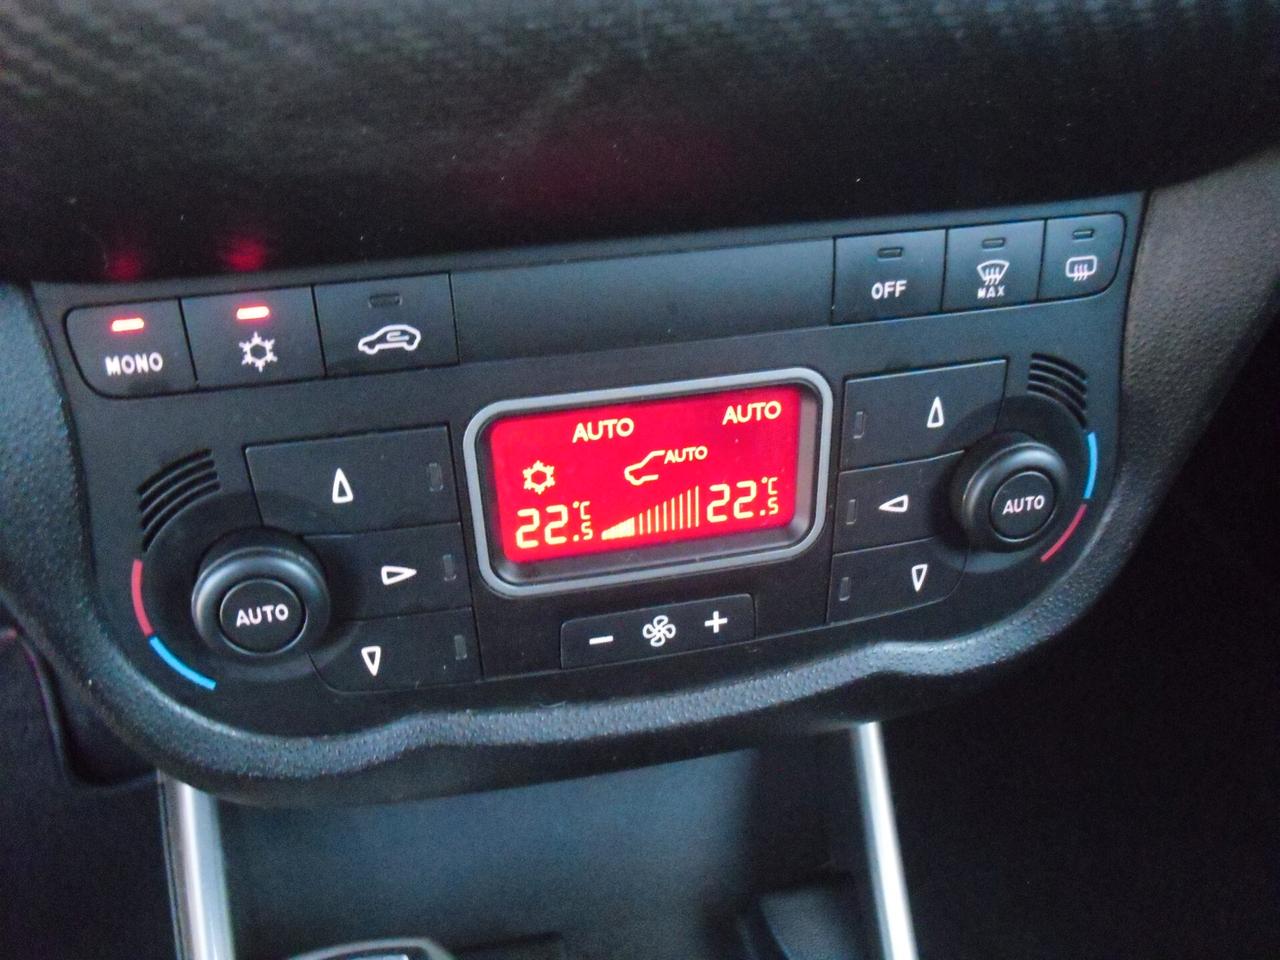 MONO
OFF
MAX
AUTO AUTO
AUTO
22.5°C 22.5°C
AUTO
AUTO
− +